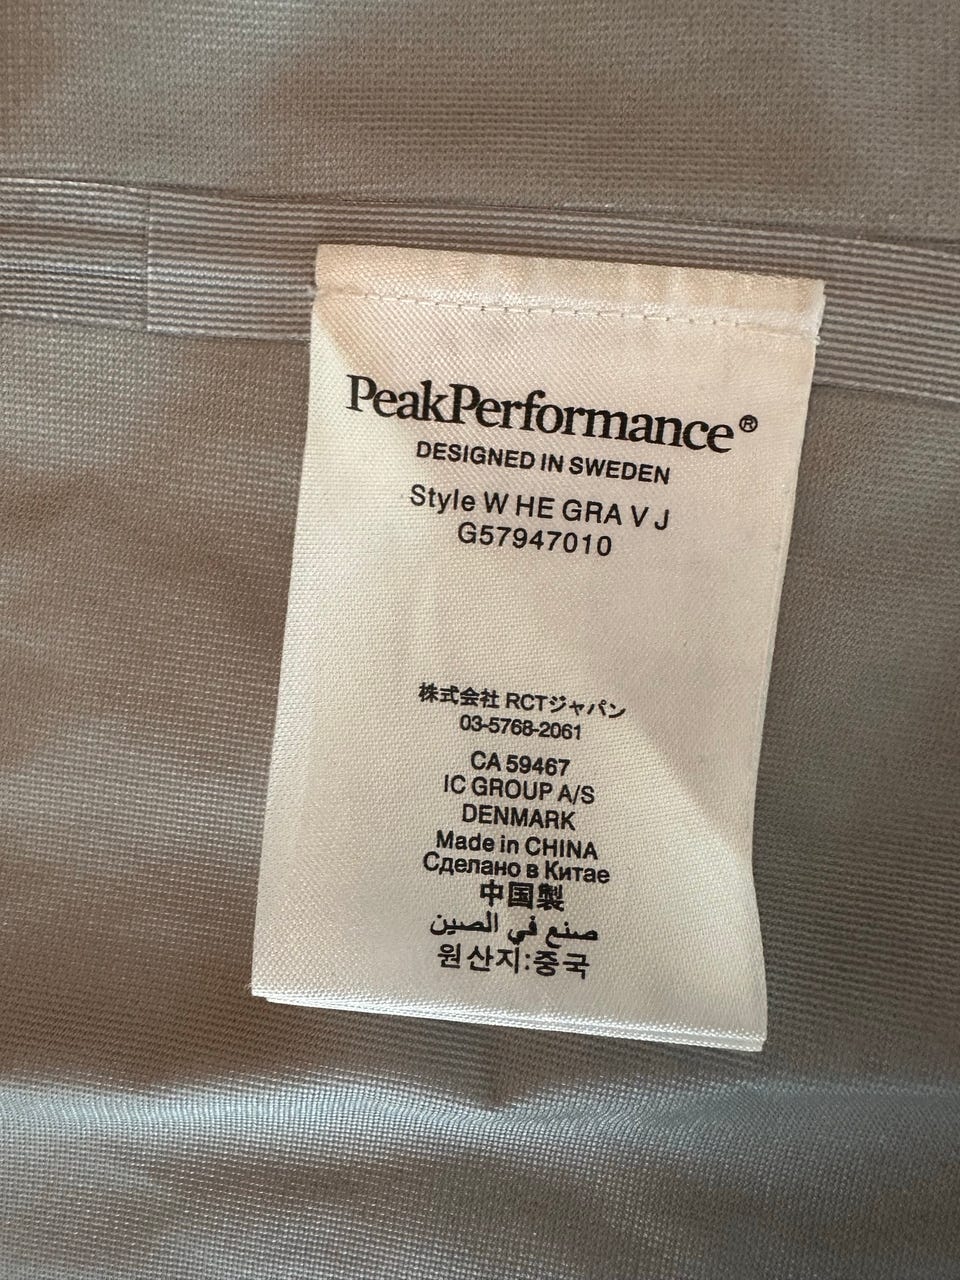 PeakPerformance®
DESIGNED IN SWEDEN
Style W HE GRA V J
G57947010
株式会社 RCTジャパン
03-5768-2061
CA 59467
IC GROUP A/S
DENMARK
Made in CHINA
Сделано в Китае
中国製
صنع في الصين
원산지:중국